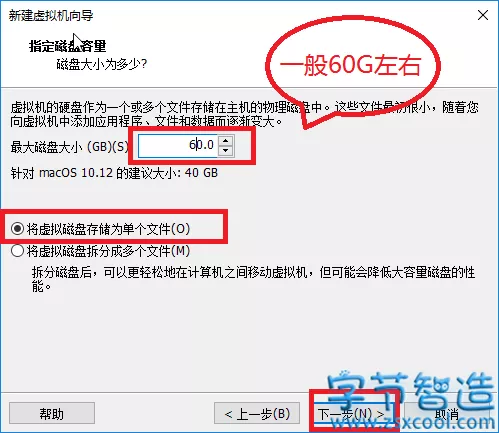 新建虚拟机向导
指定磁盘容量
磁盘大小为多少?
一般60G左右
虚拟机的硬盘作为一个或多个文件存储在主机的物理磁盘中。这些文件最初很小，随着您
向虚拟机中添加应用程序、文件和数据而逐渐变大。
最大磁盘大小 (GB)(S) 60.0
针对 macOS 10.12 的建议大小: 40 GB
将虚拟磁盘存储为单个文件(O)
将虚拟磁盘拆分成多个文件(M)
拆分磁盘后，可以更轻松地在计算机之间移动虚拟机，但可能会降低大容量磁盘的性
能。
字节智造
帮助 < 上一步(B) 下一步(N) > 取消
www.zsxcool.com